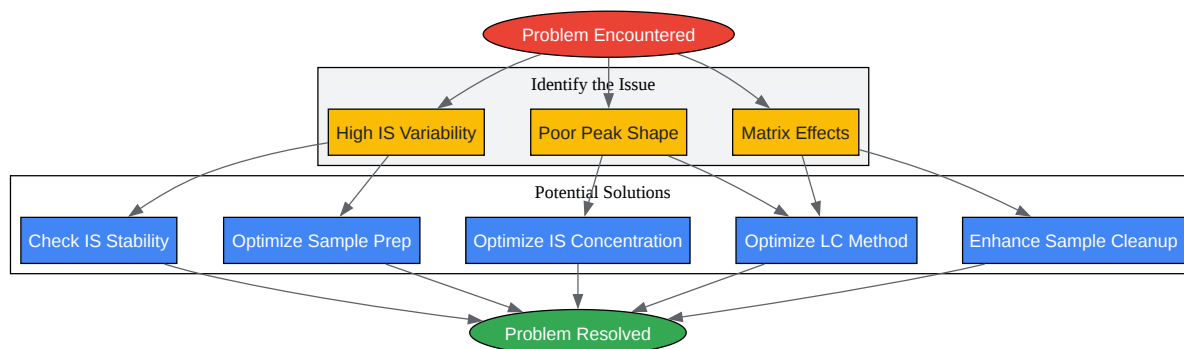 Problem Encountered
Identify the Issue
High IS Variability
Poor Peak Shape
Matrix Effects
Potential Solutions
Check IS Stability
Optimize Sample Prep
Optimize IS Concentration
Optimize LC Method
Enhance Sample Cleanup
Problem Resolved